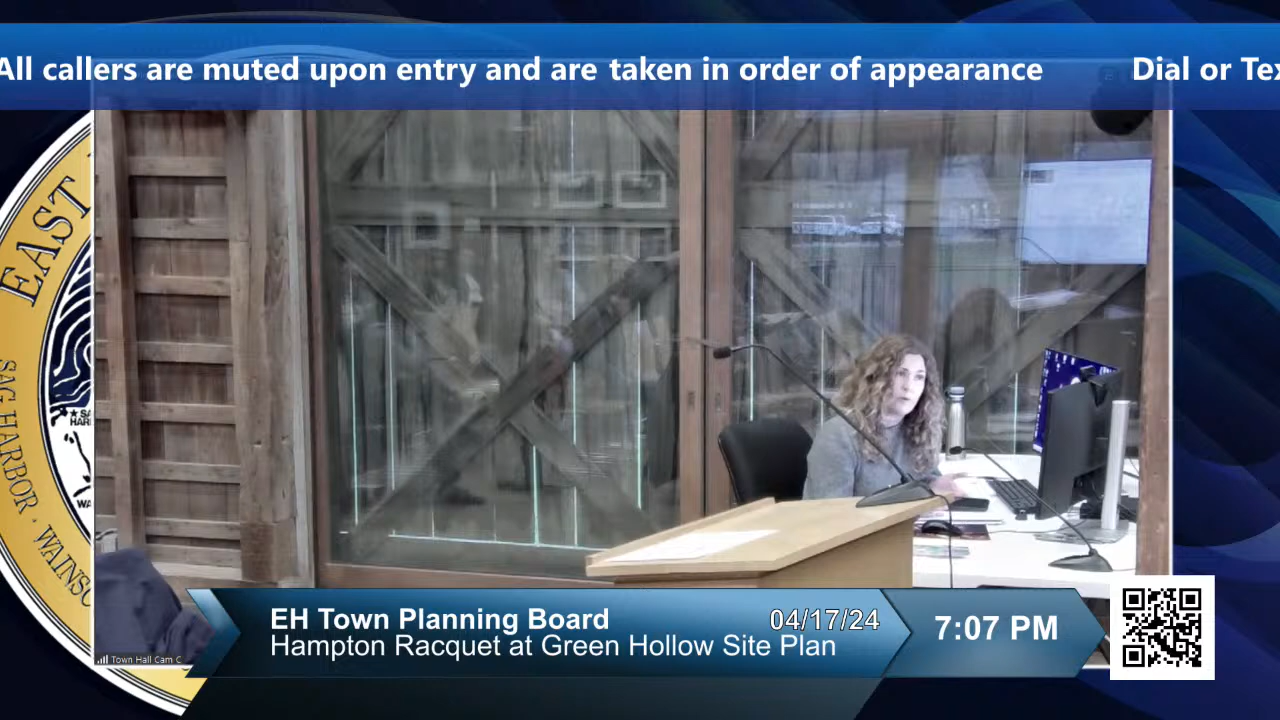 All callers are muted upon entry and are taken in order of appearance
Dial or Tex
EAST
SAG HARBOR · WAINSC
EH Town Planning Board
04/17/24
Hampton Racquet at Green Hollow Site Plan
7:07 PM
Town Hall Cam C